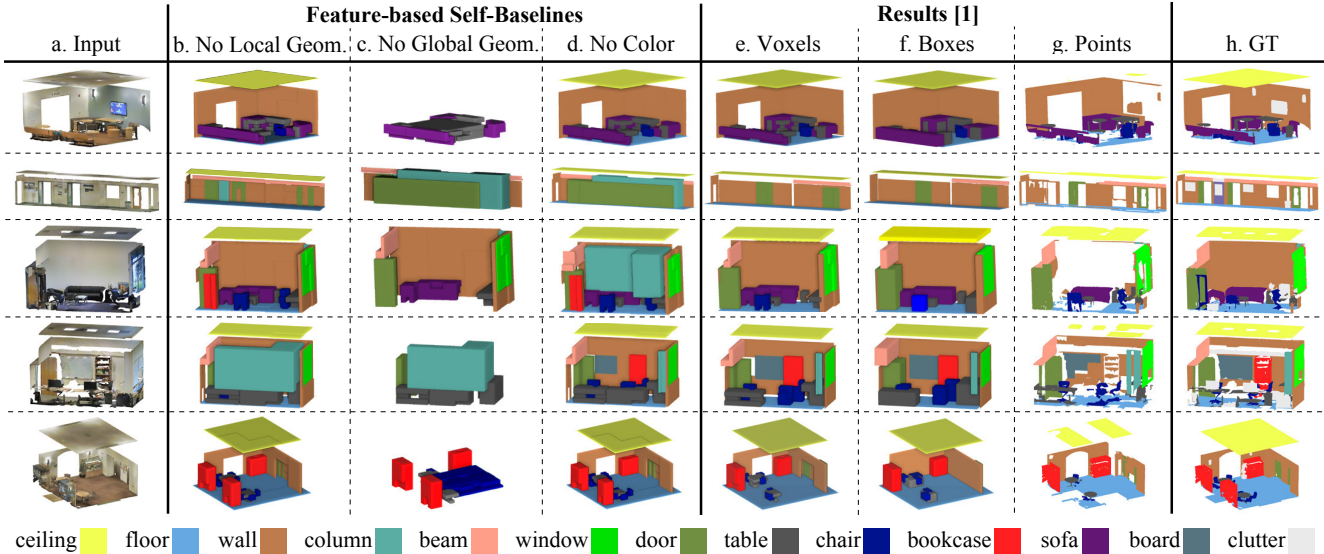 Feature-based Self-Baselines Results [1]
a. Input b. No Local Geom. c. No Global Geom. d. No Color e. Voxels f. Boxes g. Points h. GT
ceiling floor wall column beam window door table chair bookcase sofa board clutter